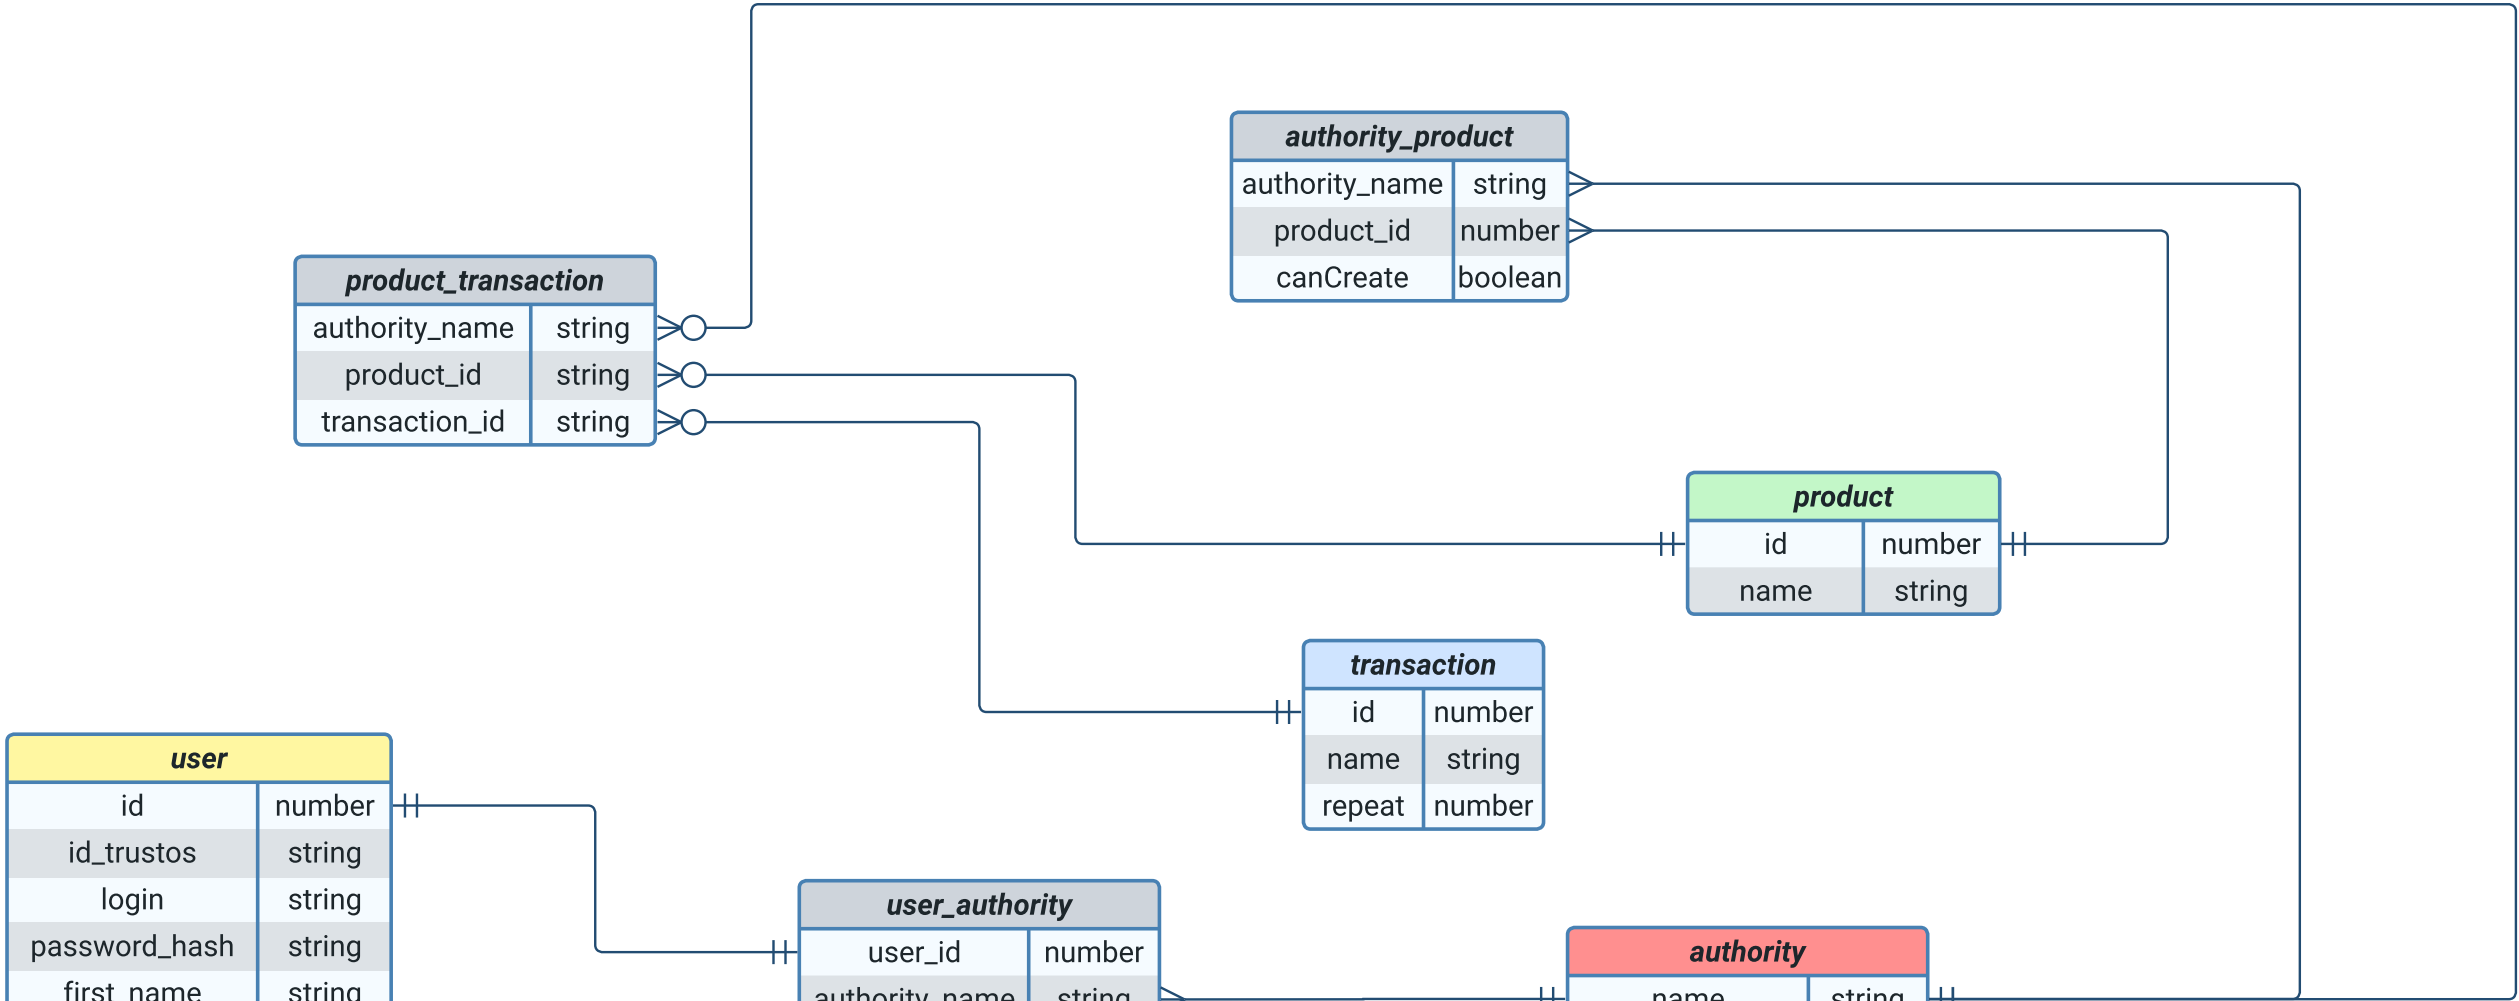 authority_product
authority_name string
product_id number
canCreate boolean
product_transaction
authority_name string
product_id string
transaction_id string
product
id number
name string
transaction
id number
name string
repeat number
user
id number
id_trustos string
login string
password_hash string
first_name string
user_authority
user_id number
authority_name string
authority
name string